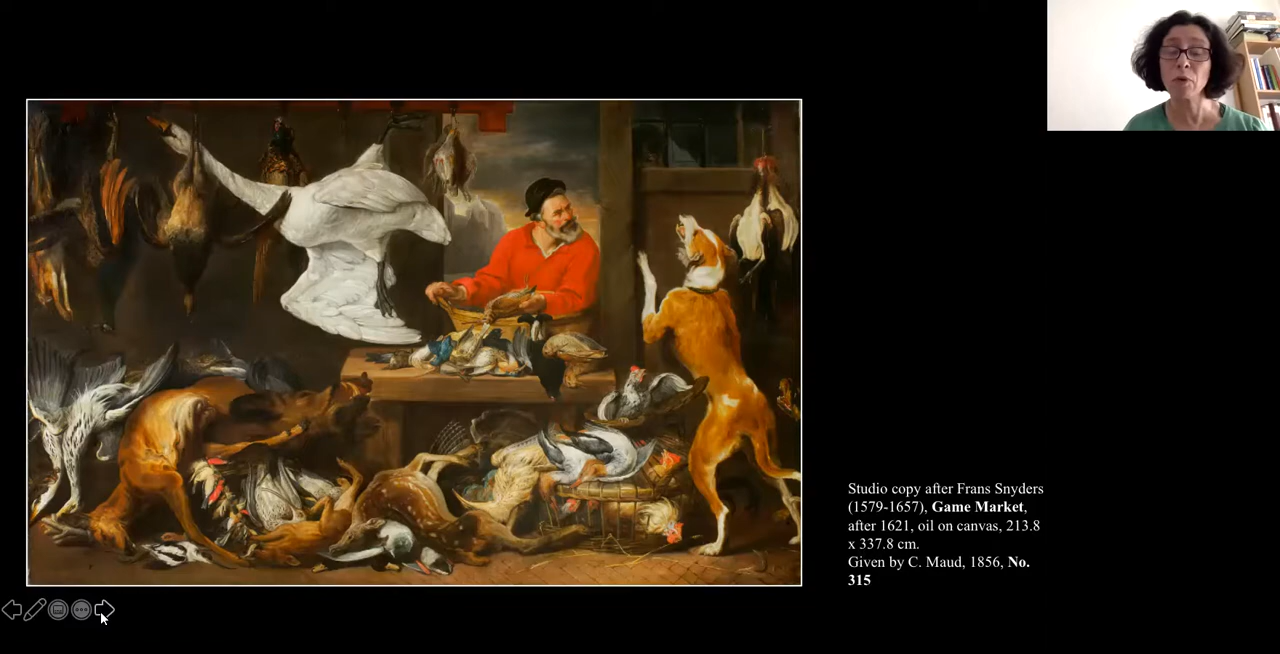 Studio copy after Frans Snyders
(1579-1657), Game Market,
after 1621, oil on canvas, 213.8
x 337.8 cm.
Given by C. Maud, 1856, No.
315